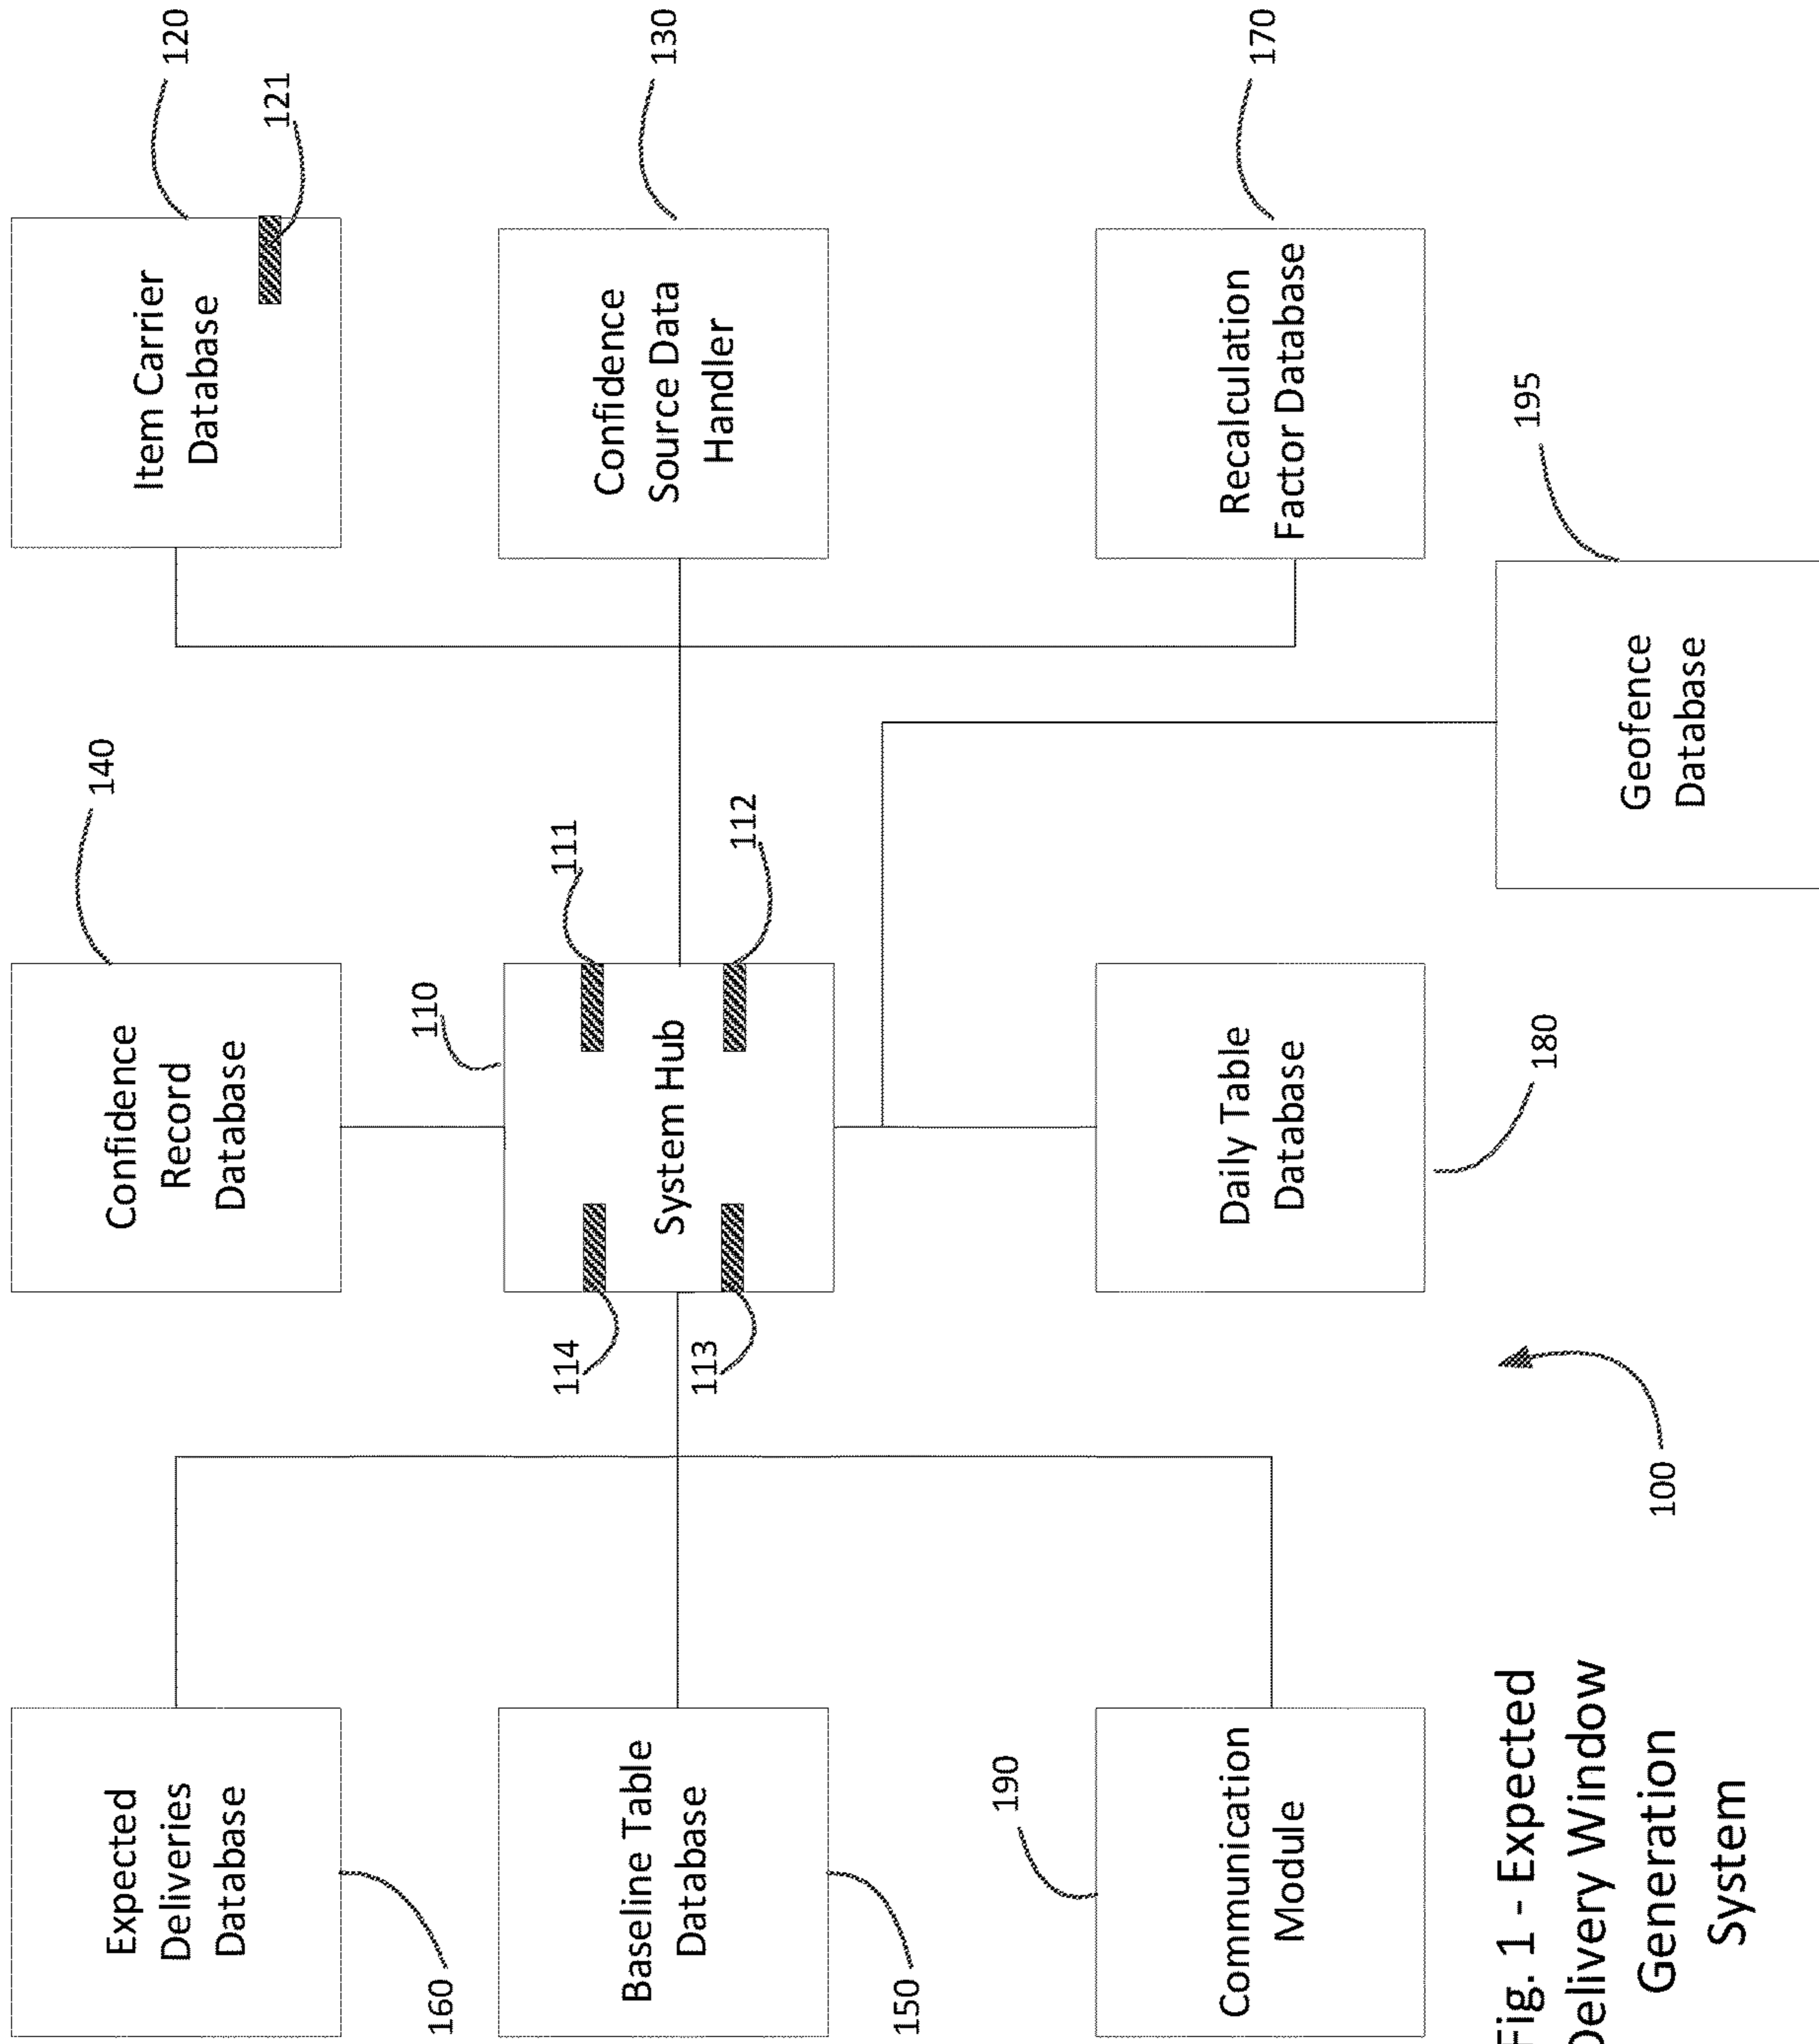 Expected
Deliveries
Database
160
Confidence
Record
Database
140
Item Carrier
Database
120
121
Baseline Table
Database
150
110
114
111
System Hub
113
112
Confidence
Source Data
Handler
130
190
Communication
Module
Daily Table
Database
180
Recalculation
Factor Database
170
195
Geofence
Database
100
Fig. 1 - Expected
Delivery Window
Generation
System